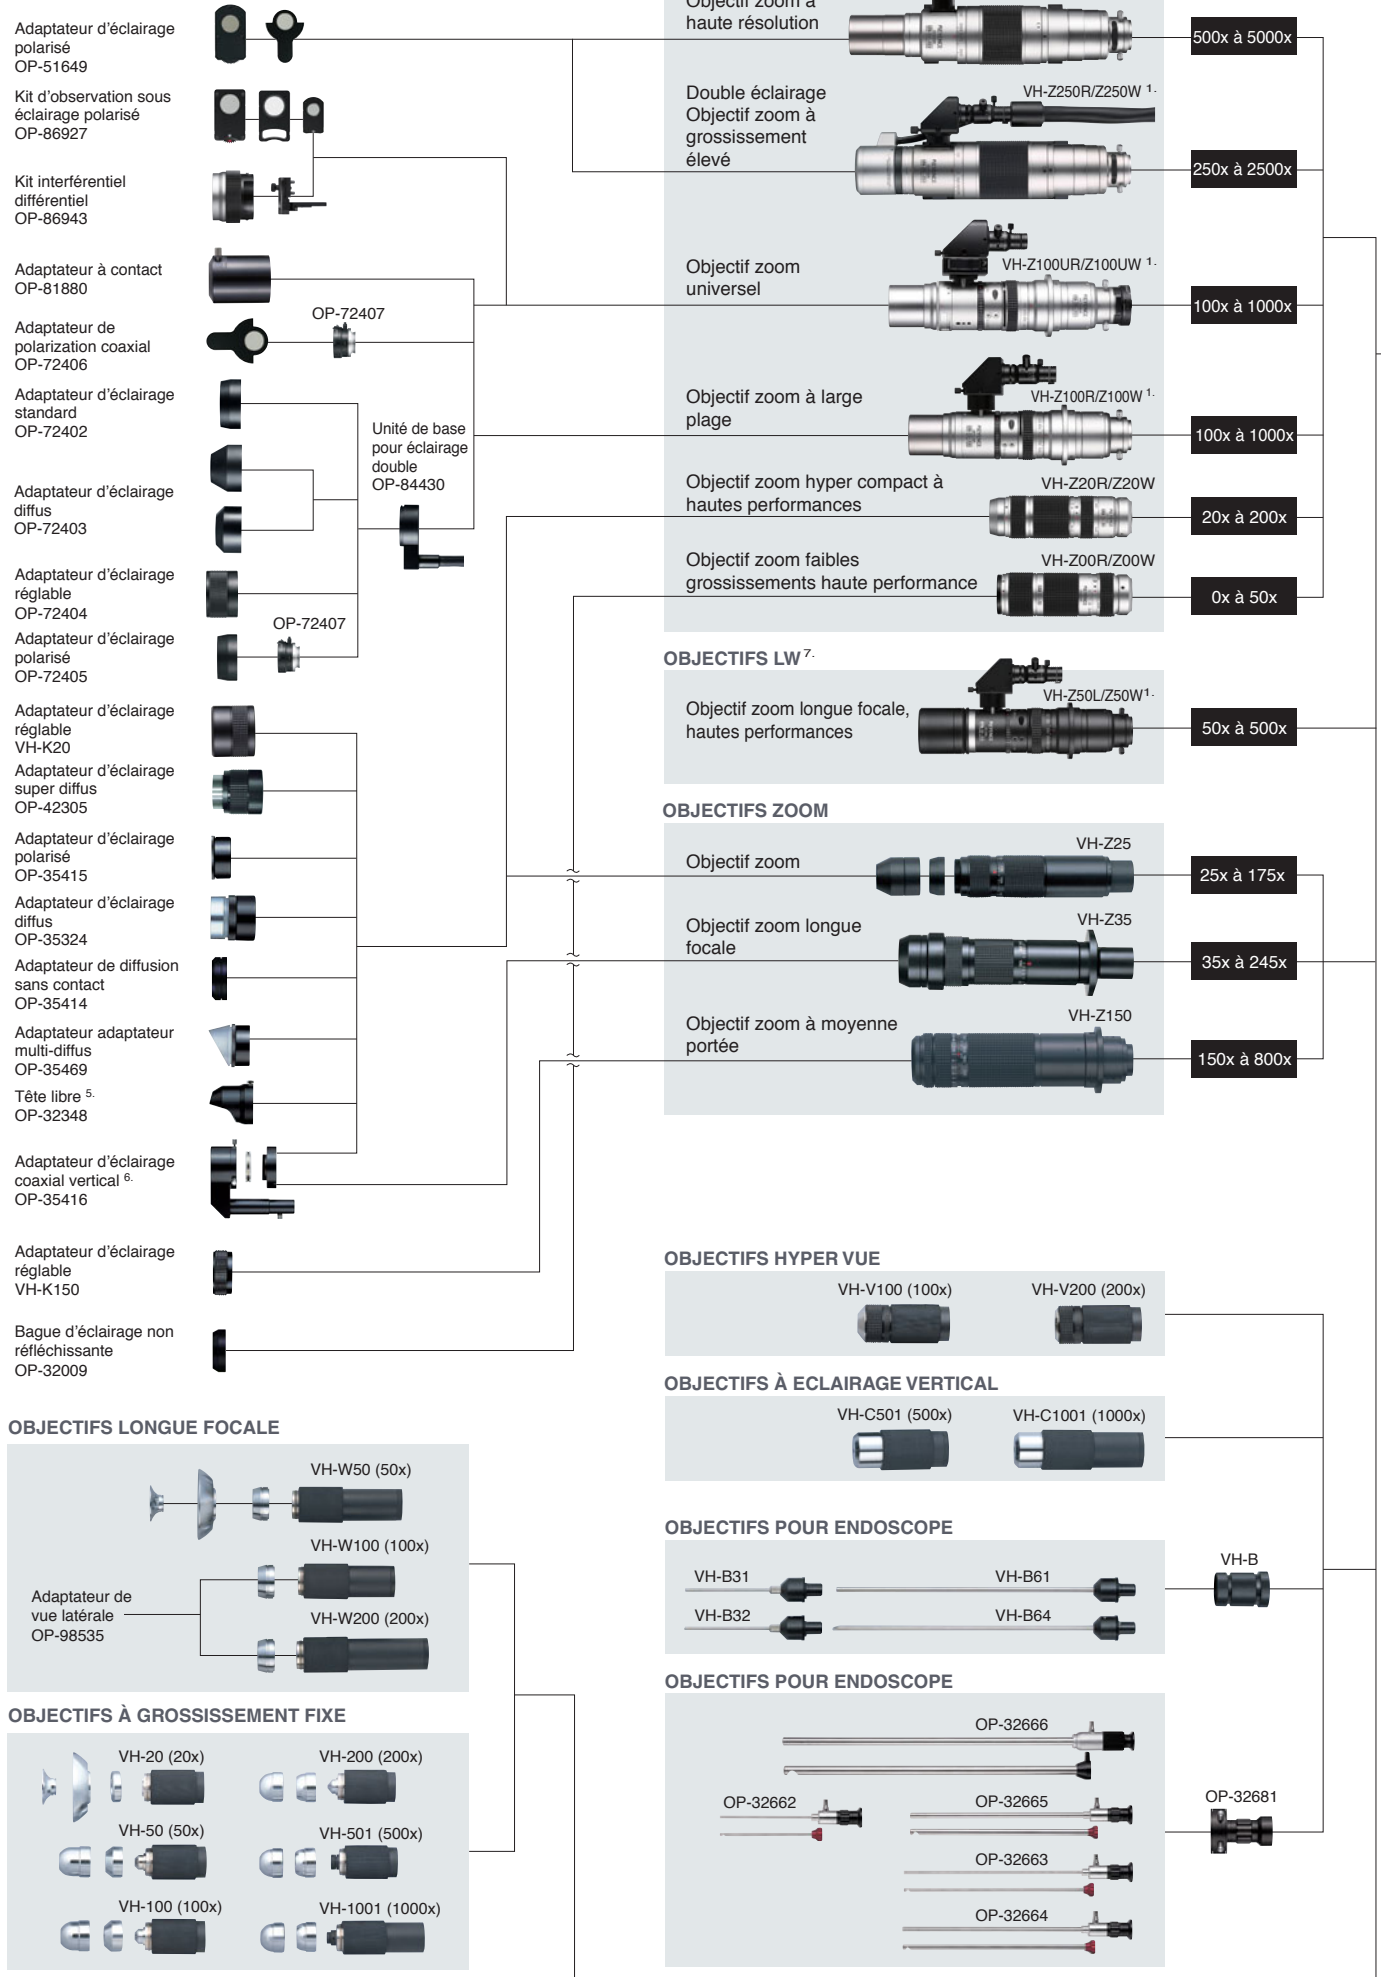 Adaptateur d'éclairage
polarisé
OP-51649
Kit d'observation sous
éclairage polarisé
OP-86927
Kit interférentiel
différentiel
OP-86943
Adaptateur à contact
OP-81880
Adaptateur de
polarization coaxial
OP-72406
OP-72407
Adaptateur d'éclairage
standard
OP-72402
Adaptateur d'éclairage
diffus
OP-72403
Unité de base
pour éclairage
double
OP-84430
Adaptateur d'éclairage
réglable
OP-72404
Adaptateur d'éclairage
polarisé
OP-72405
OP-72407
Adaptateur d'éclairage
réglable
VH-K20
Adaptateur d'éclairage
super diffus
OP-42305
Adaptateur d'éclairage
polarisé
OP-35415
Adaptateur d'éclairage
diffus
OP-35324
Adaptateur de diffusion
sans contact
OP-35414
Adaptateur adaptateur
multi-diffus
OP-35469
Tête libre 5.
OP-32348
Adaptateur d'éclairage
coaxial vertical 6.
OP-35416
Adaptateur d'éclairage
réglable
VH-K150
Bague d'éclairage non
réfléchissante
OP-32009
Objectif zoom à
haute résolution
500x à 5000x
Double éclairage
Objectif zoom à
grossissement
élevé
VH-Z250R/Z250W 1.
250x à 2500x
Objectif zoom
universel
VH-Z100UR/Z100UW 1.
100x à 1000x
Objectif zoom à large
plage
VH-Z100R/Z100W 1.
100x à 1000x
Objectif zoom hyper compact à
hautes performances
VH-Z20R/Z20W
20x à 200x
Objectif zoom faibles
grossissements haute performance
VH-Z00R/Z00W
0x à 50x
OBJECTIFS LW 7.
Objectif zoom longue focale,
hautes performances
VH-Z50L/Z50W 1.
50x à 500x
OBJECTIFS ZOOM
Objectif zoom
VH-Z25
25x à 175x
Objectif zoom longue
focale
VH-Z35
35x à 245x
Objectif zoom à moyenne
portée
VH-Z150
150x à 800x
OBJECTIFS HYPER VUE
VH-V100 (100x)
VH-V200 (200x)
OBJECTIFS À ECLAIRAGE VERTICAL
VH-C501 (500x)
VH-C1001 (1000x)
OBJECTIFS POUR ENDOSCOPE
VH-B31
VH-B61
VH-B32
VH-B64
VH-B
OBJECTIFS POUR ENDOSCOPE
OP-32666
OP-32662
OP-32665
OP-32663
OP-32664
OP-32681
OBJECTIFS LONGUE FOCALE
VH-W50 (50x)
VH-W100 (100x)
Adaptateur de
vue latérale
OP-98535
VH-W200 (200x)
OBJECTIFS À GROSSISSEMENT FIXE
VH-20 (20x)
VH-200 (200x)
VH-50 (50x)
VH-501 (500x)
VH-100 (100x)
VH-1001 (1000x)